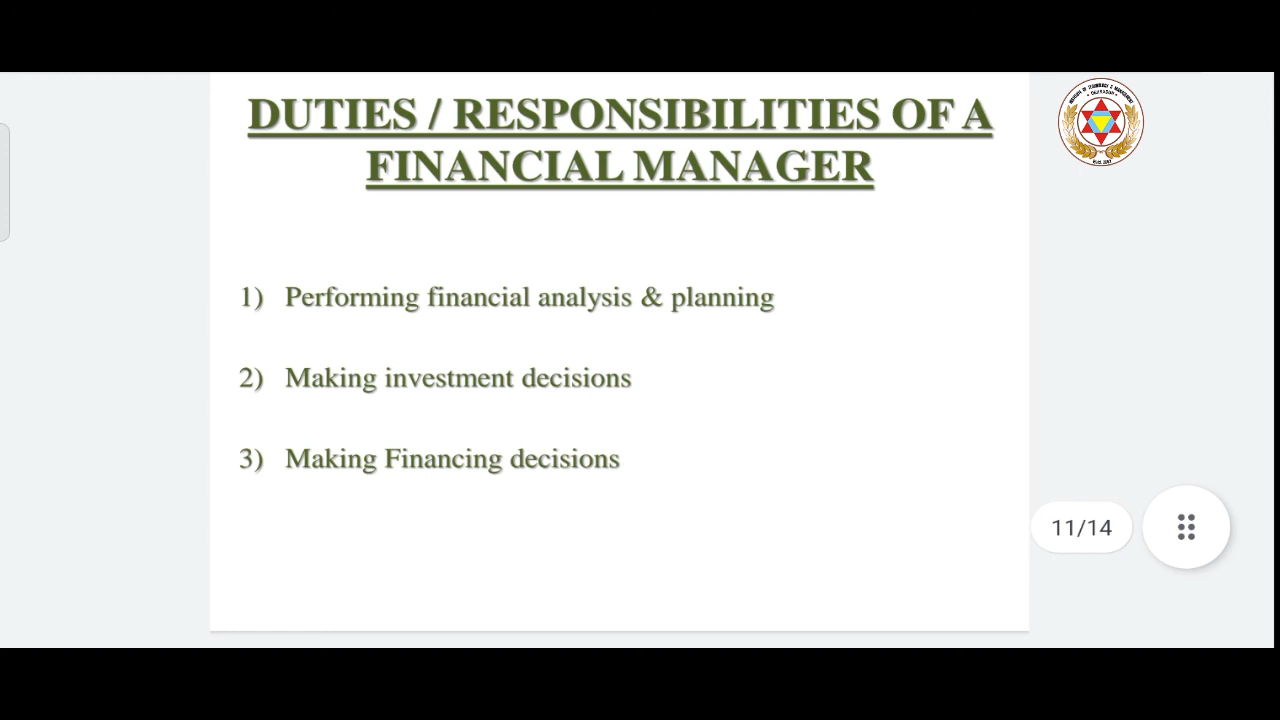 DUTIES / RESPONSIBILITIES OF A
FINANCIAL MANAGER
1) Performing financial analysis & planning
2) Making investment decisions
3) Making Financing decisions
11/14